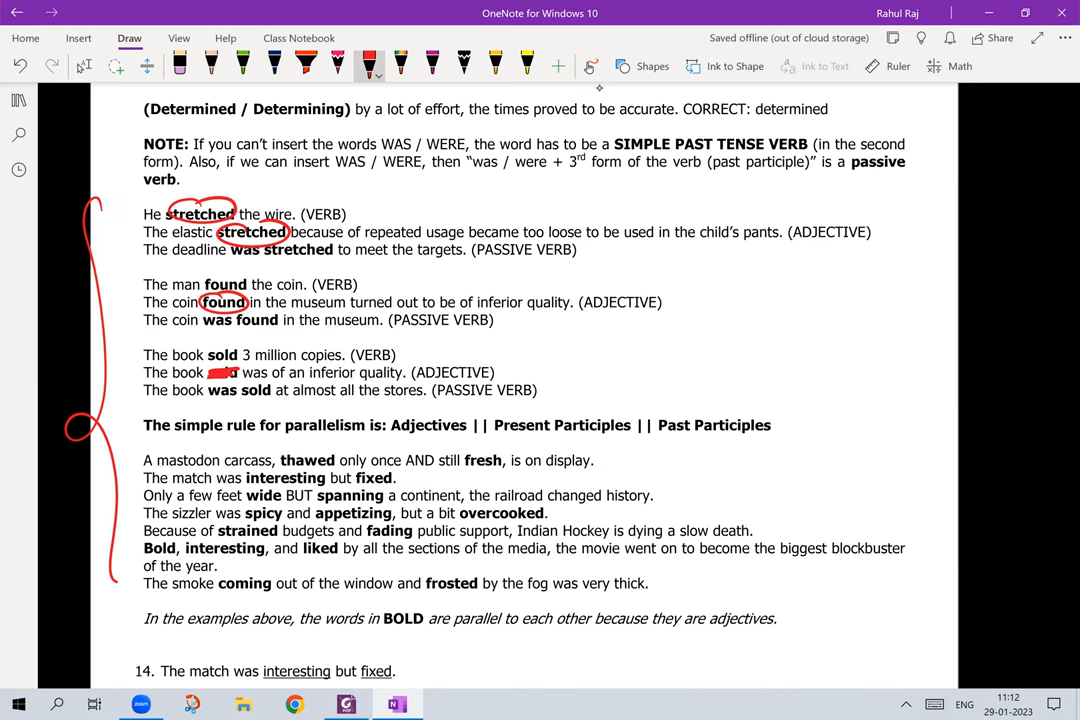 OneNote for Windows 10
Rahul Raj
Home Insert Draw View Help Class Notebook
Saved offline (out of cloud storage) Share
Shapes Ink to Shape Ink to Text Ruler Math
(Determined / Determining) by a lot of effort, the times proved to be accurate. CORRECT: determined
NOTE: If you can't insert the words WAS / WERE, the word has to be a SIMPLE PAST TENSE VERB (in the second
form). Also, if we can insert WAS / WERE, then “was / were + 3rd form of the verb (past participle)” is a passive
verb.
He stretched the wire. (VERB)
The elastic stretched because of repeated usage became too loose to be used in the child's pants. (ADJECTIVE)
The deadline was stretched to meet the targets. (PASSIVE VERB)
The man found the coin. (VERB)
The coin found in the museum turned out to be of inferior quality. (ADJECTIVE)
The coin was found in the museum. (PASSIVE VERB)
The book sold 3 million copies. (VERB)
The book was of an inferior quality. (ADJECTIVE)
The book was sold at almost all the stores. (PASSIVE VERB)
The simple rule for parallelism is: Adjectives || Present Participles || Past Participles
A mastodon carcass, thawed only once AND still fresh, is on display.
The match was interesting but fixed.
Only a few feet wide BUT spanning a continent, the railroad changed history.
The sizzler was spicy and appetizing, but a bit overcooked.
Because of strained budgets and fading public support, Indian Hockey is dying a slow death.
Bold, interesting, and liked by all the sections of the media, the movie went on to become the biggest blockbuster
of the year.
The smoke coming out of the window and frosted by the fog was very thick.
In the examples above, the words in BOLD are parallel to each other because they are adjectives.
14. The match was interesting but fixed.
zoom
ENG
11:12
29-01-2023